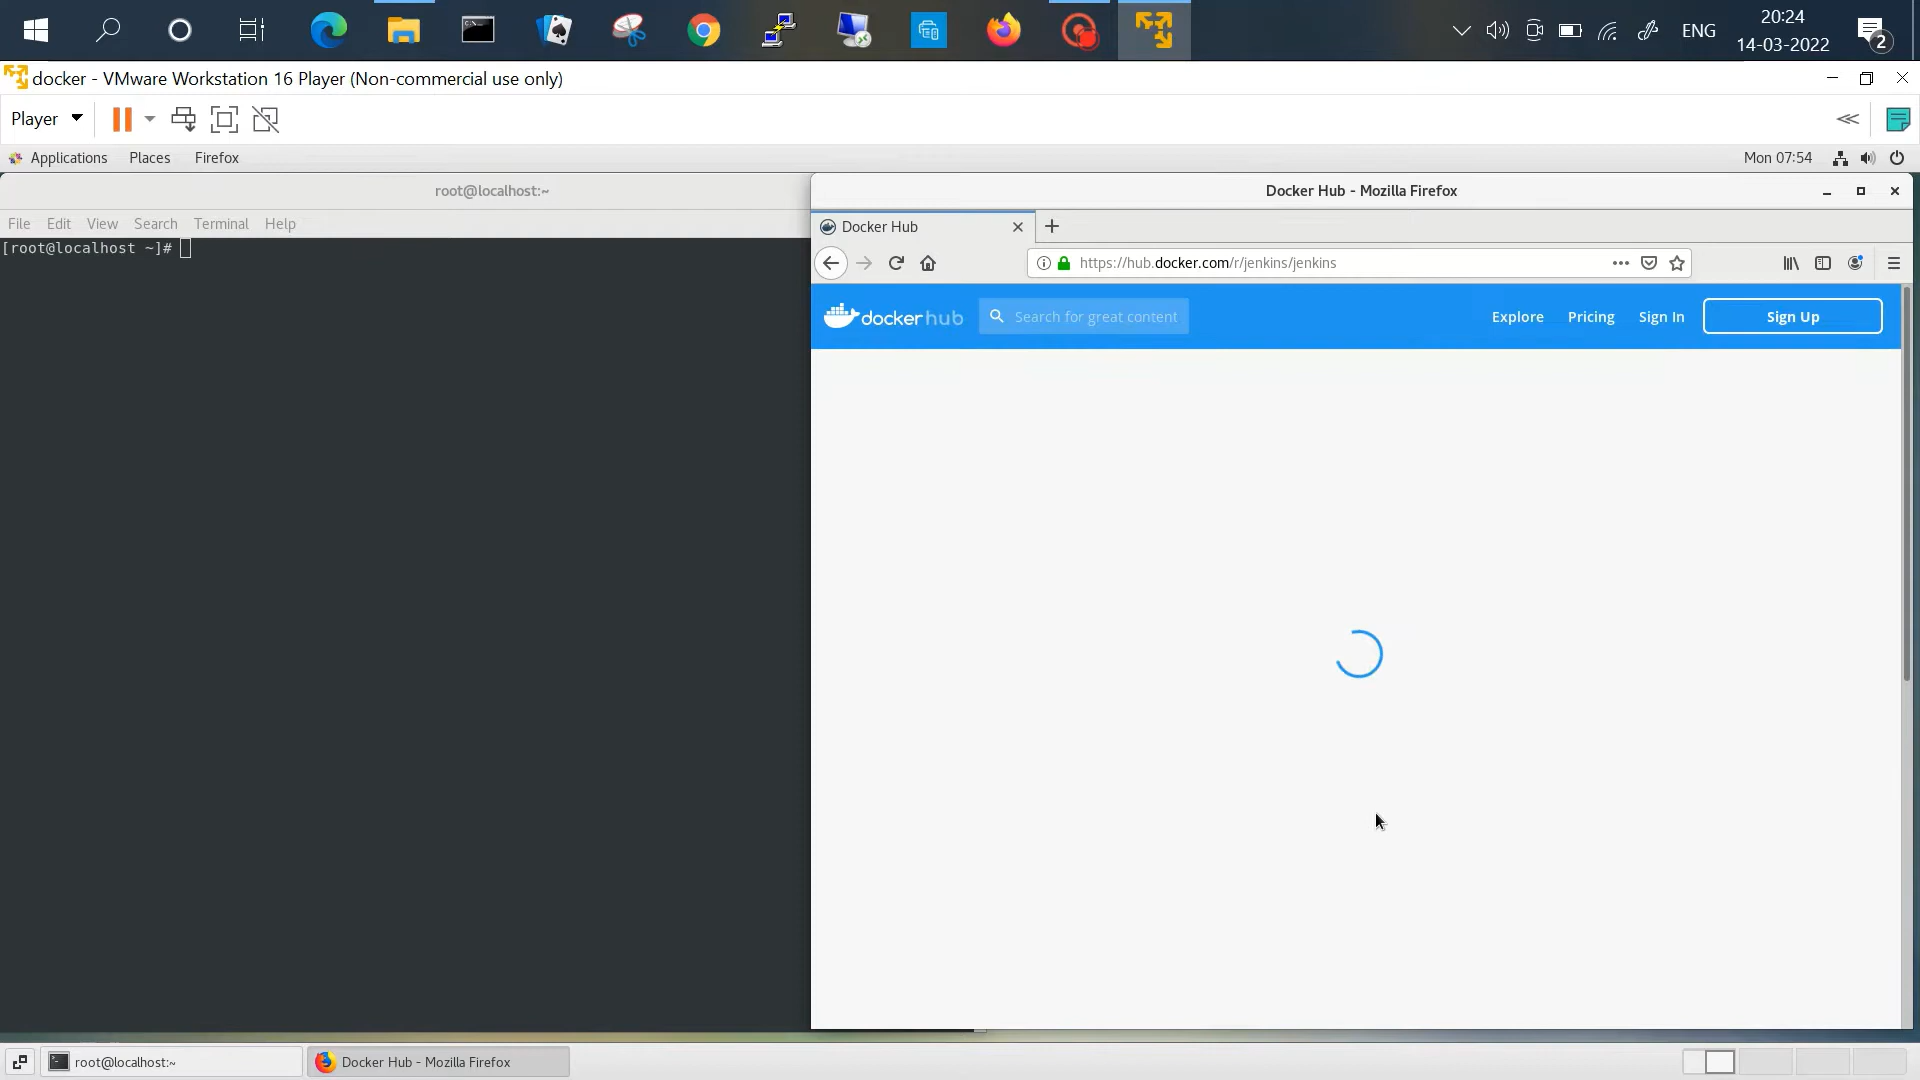 ENG
20:24
14-03-2022
2
docker - VMware Workstation 16 Player (Non-commercial use only)
Player
Applications Places Firefox
Mon 07:54
root@localhost:~
File Edit View Search Terminal Help
[root@localhost ~]#
Docker Hub - Mozilla Firefox
Docker Hub
https://hub.docker.com/r/jenkins/jenkins
docker hub
Search for great content
Explore Pricing Sign In Sign Up
root@localhost:~
Docker Hub - Mozilla Firefox